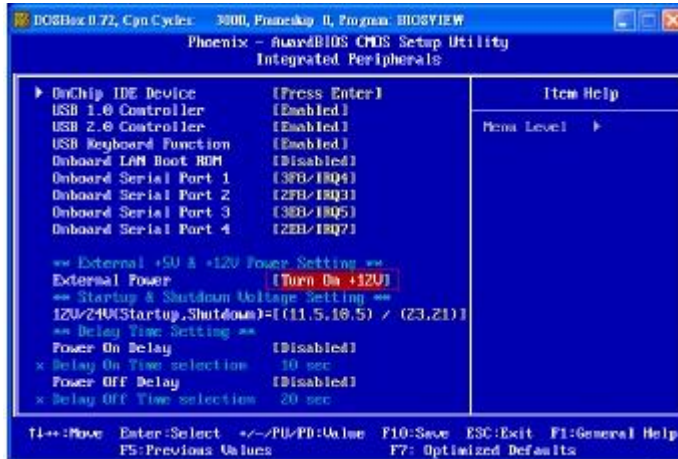 DOSBox 0.72, Cpu Cycles: 3000, Frameskip 0, Program: BIOSVIEW
Phoenix - AwardBIOS CMOS Setup Utility
Integrated Peripherals
OnChip IDE Device [Press Enter]
Item Help
USB 1.0 Controller [Enabled]
USB 2.0 Controller [Enabled]
Menu Level
USB Keyboard Function [Enabled]
Onboard LAN Boot ROM [Disabled]
Onboard Serial Port 1 [3F8/IRQ4]
Onboard Serial Port 2 [2F8/IRQ3]
Onboard Serial Port 3 [3E8/IRQ5]
Onboard Serial Port 4 [2E8/IRQ7]
** External +5V & +12V Power Setting **
External Power [Turn On +12V]
** Startup & Shutdown Voltage Setting **
12V/24V(Startup,Shutdown)=[(11.5,10.5) / (23,21)]
** Delay Time Setting **
Power On Delay [Disabled]
x Delay On Time selection 10 sec
Power Off Delay [Disabled]
x Delay Off Time selection 20 sec
↑↓→←:Move Enter:Select +/-/PU/PD:Value F10:Save ESC:Exit F1:General Help
F5:Previous Values F7: Optimized Defaults